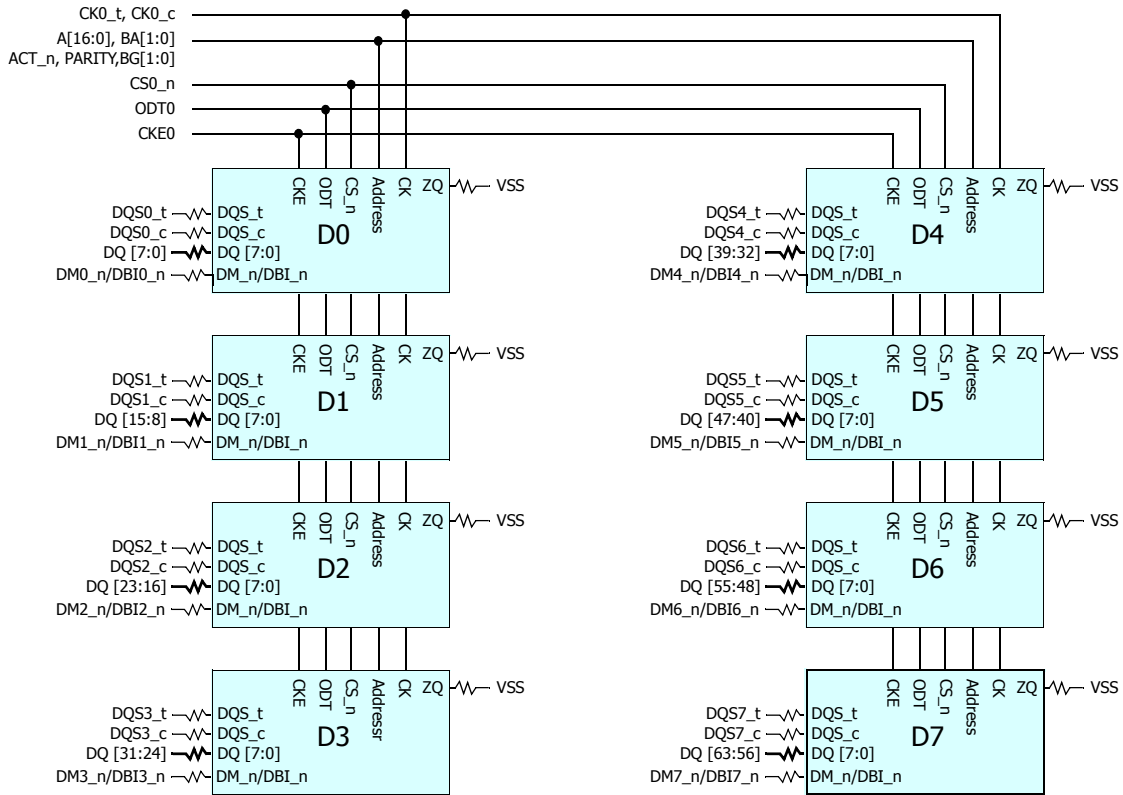 CK0_t, CK0_c
A[16:0], BA[1:0]
ACT_n, PARITY,BG[1:0]
CS0_n
ODT0
CKE0
CKE
ODT
CS_n
Address
CK
ZQ
VSS
DQS0_t
DQS_t
DQS0_c
DQS_c
D0
DQ [7:0]
DQ [7:0]
DM0_n/DBI0_n
DM_n/DBI_n
CKE
ODT
CS_n
Address
CK
ZQ
VSS
DQS4_t
DQS_t
DQS4_c
DQS_c
D4
DQ [39:32]
DQ [7:0]
DM4_n/DBI4_n
DM_n/DBI_n
CKE
ODT
CS_n
Address
CK
ZQ
VSS
DQS1_t
DQS_t
DQS1_c
DQS_c
D1
DQ [15:8]
DQ [7:0]
DM1_n/DBI1_n
DM_n/DBI_n
CKE
ODT
CS_n
Address
CK
ZQ
VSS
DQS5_t
DQS_t
DQS5_c
DQS_c
D5
DQ [47:40]
DQ [7:0]
DM5_n/DBI5_n
DM_n/DBI_n
CKE
ODT
CS_n
Address
CK
ZQ
VSS
DQS2_t
DQS_t
DQS2_c
DQS_c
D2
DQ [23:16]
DQ [7:0]
DM2_n/DBI2_n
DM_n/DBI_n
CKE
ODT
CS_n
Address
CK
ZQ
VSS
DQS6_t
DQS_t
DQS6_c
DQS_c
D6
DQ [55:48]
DQ [7:0]
DM6_n/DBI6_n
DM_n/DBI_n
CKE
ODT
CS_n
Addressr
CK
ZQ
VSS
DQS3_t
DQS_t
DQS3_c
DQS_c
D3
DQ [31:24]
DQ [7:0]
DM3_n/DBI3_n
DM_n/DBI_n
CKE
ODT
CS_n
Address
CK
ZQ
VSS
DQS7_t
DQS_t
DQS7_c
DQS_c
D7
DQ [63:56]
DQ [7:0]
DM7_n/DBI7_n
DM_n/DBI_n